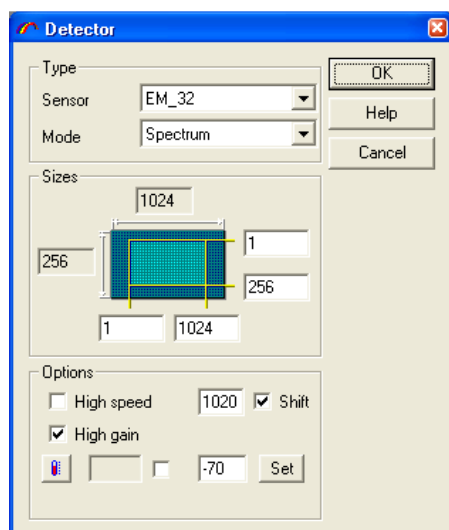 Detector
Type
OK
Sensor EM_32
Help
Mode Spectrum
Cancel
Sizes
1024
1
256
256
1 1024
Options
High speed 1020 Shift
High gain
-70 Set